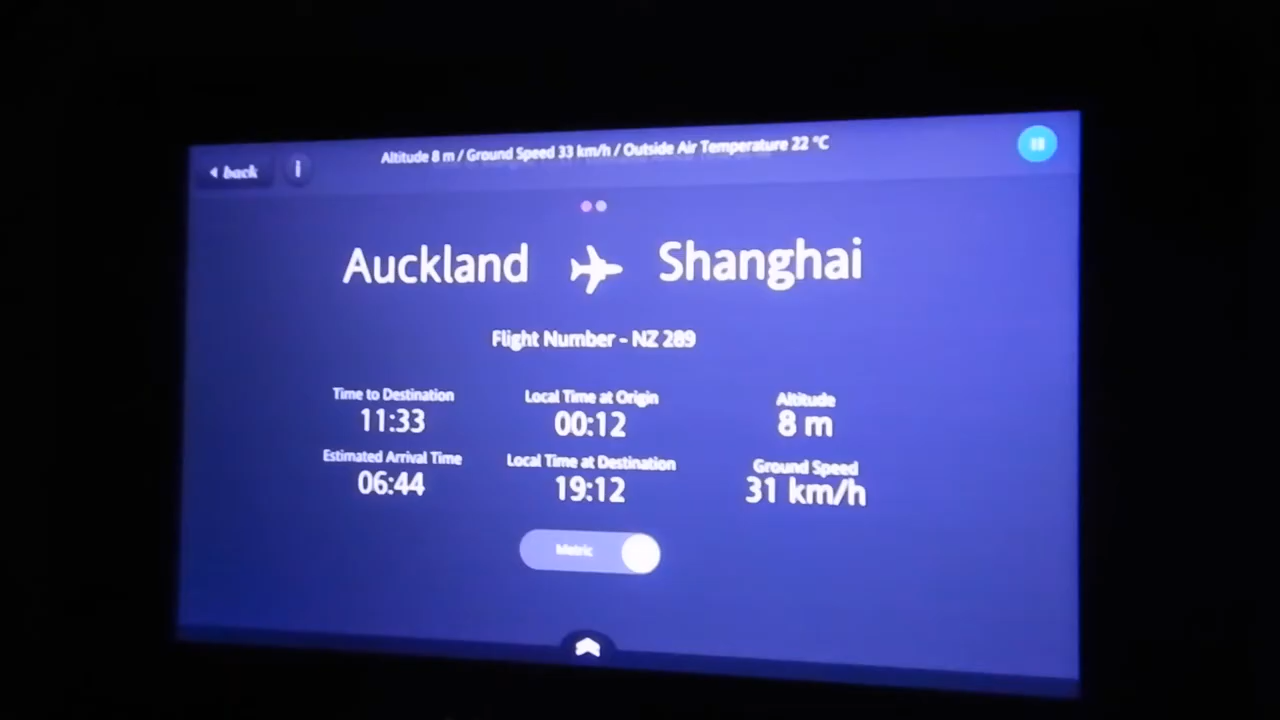 back
i
Altitude 8 m / Ground Speed 33 km/h / Outside Air Temperature 22 °C
Auckland Shanghai
Flight Number - NZ 289
Time to Destination Local Time at Origin Altitude
11:33 00:12 8 m
Estimated Arrival Time Local Time at Destination Ground Speed
06:44 19:12 31 km/h
Metric